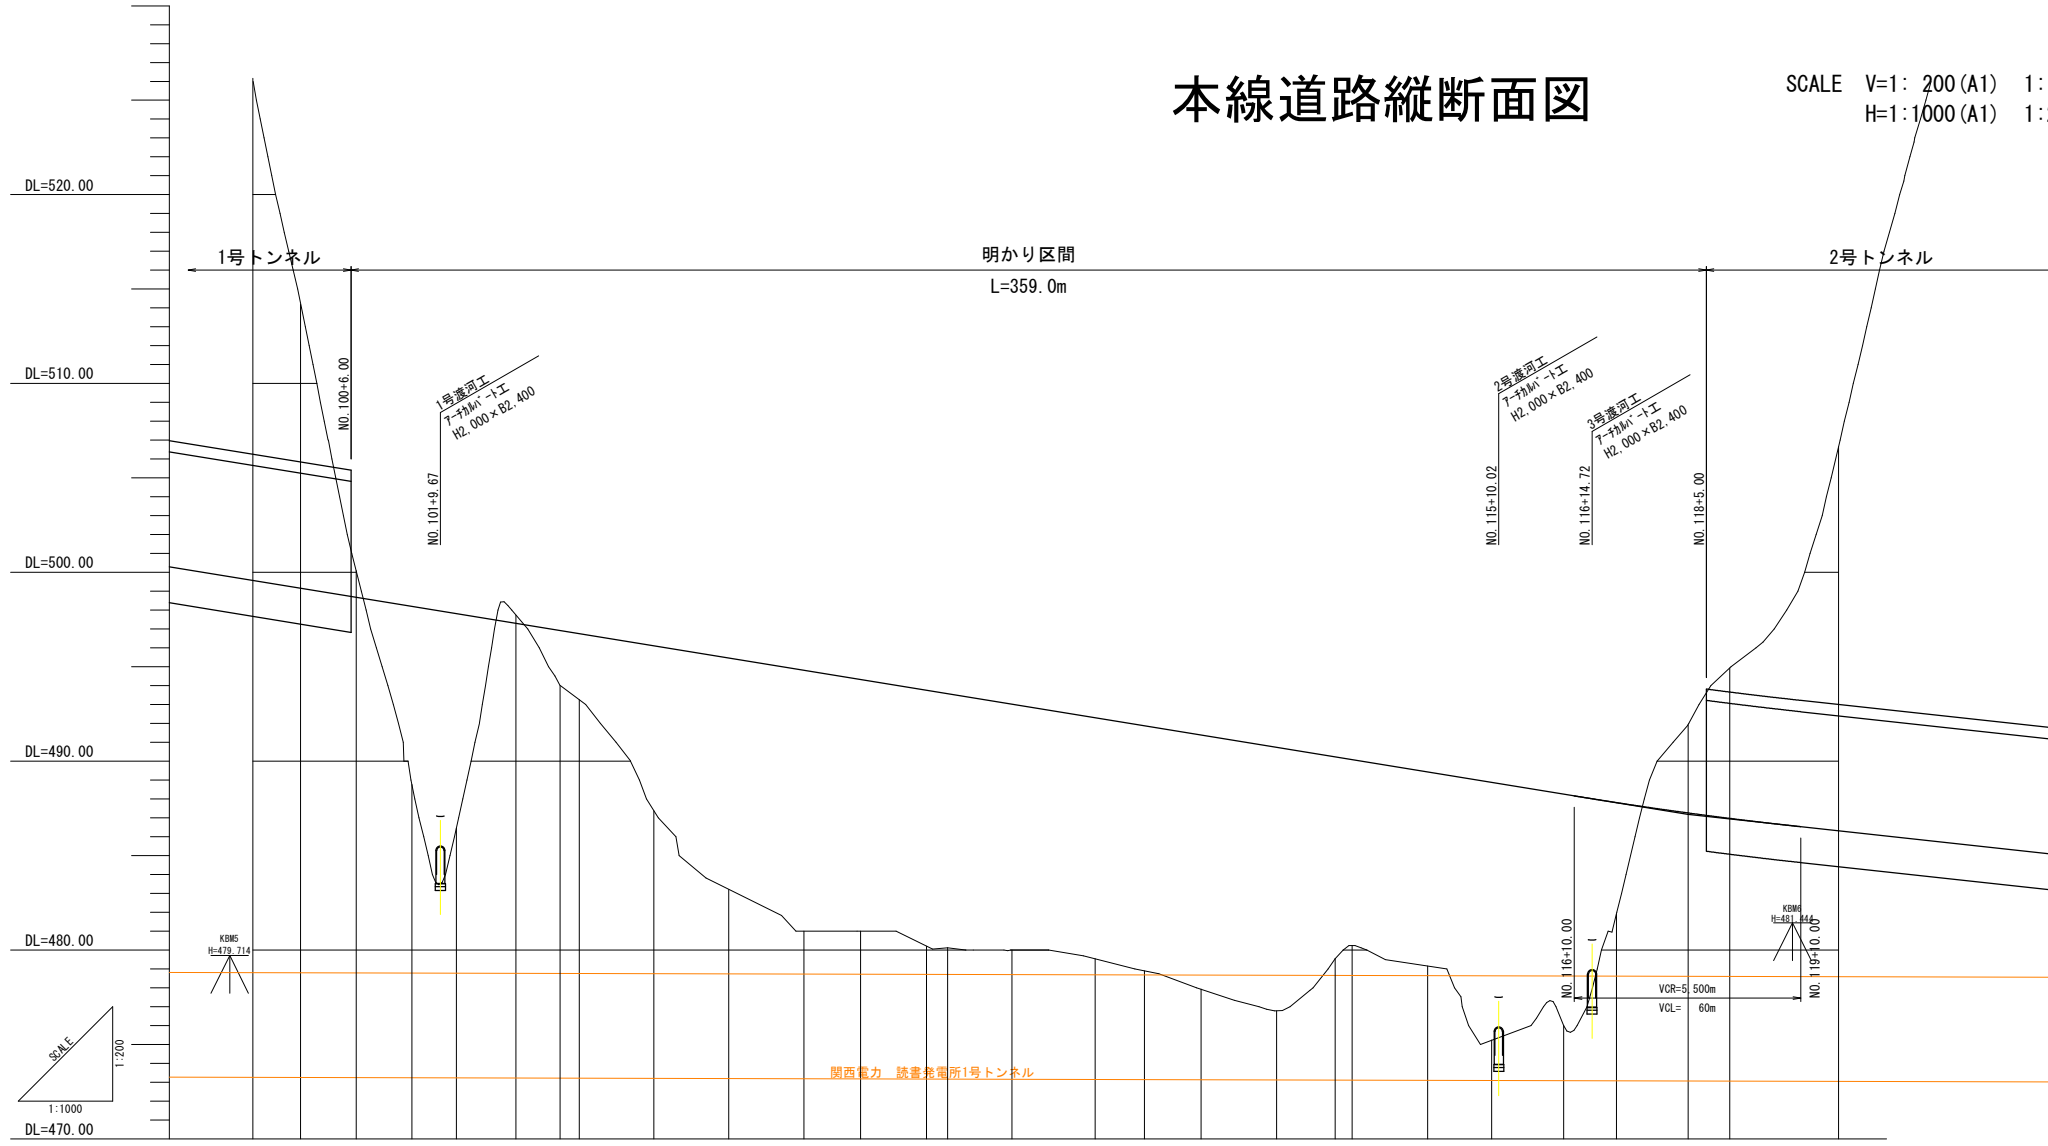 本線道路縦断面図
SCALE V=1: 200(A1) 1:
H=1:1000(A1) 1:
DL=520.00
1号トンネル
明かり区間
L=359.0m
2号トンネル
DL=510.00
NO.100+6.00
1号渡河工
アーチカルバート工
H2,000×B2,400
NO.101+9.67
2号渡河工
アーチカルバート工
H2,000×B2,400
NO.115+10.02
3号渡河工
アーチカルバート工
H2,000×B2,400
NO.116+14.72
NO.118+5.00
DL=500.00
DL=490.00
DL=480.00
KBM5
H=479.714
KBM6
H=481.444
NO.116+10.00
NO.119+10.00
VCR=5,500m
VCL= 60m
SCALE
1:200
1:1000
関西電力 読書発電所1号トンネル
DL=470.00